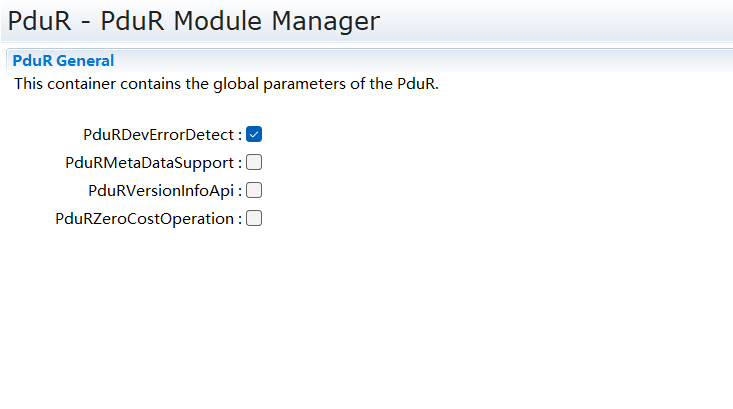 PduR - PduR Module Manager
PduR General
This container contains the global parameters of the PduR.
PduRDevErrorDetect :
PduRMetaDataSupport :
PduRVersionInfoApi :
PduRZeroCostOperation :